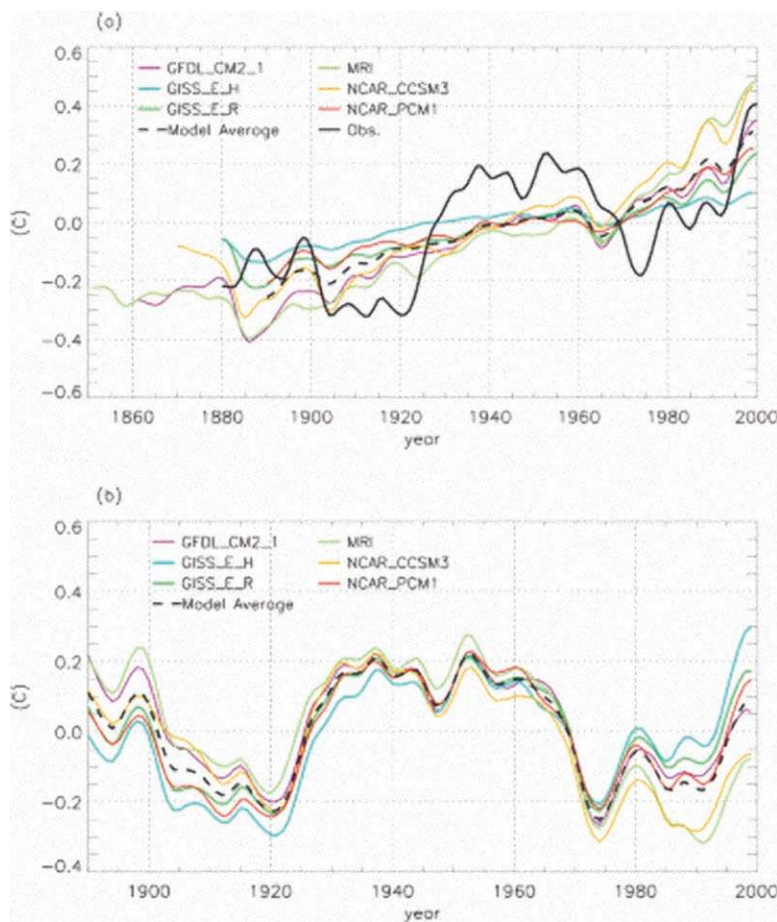 (a)
0.6
0.4
0.2
0.0
-0.2
-0.4
-0.6
(C)
GFDL_CM2_1
GISS_E_H
GISS_E_R
Model Average
MRI
NCAR_CCSM3
NCAR_PCM1
Obs.
1860 1880 1900 1920 1940 1960 1980 2000
year
(b)
0.6
0.4
0.2
0.0
-0.2
-0.4
(C)
GFDL_CM2_1
GISS_E_H
GISS_E_R
Model Average
MRI
NCAR_CCSM3
NCAR_PCM1
1900 1920 1940 1960 1980 2000
year